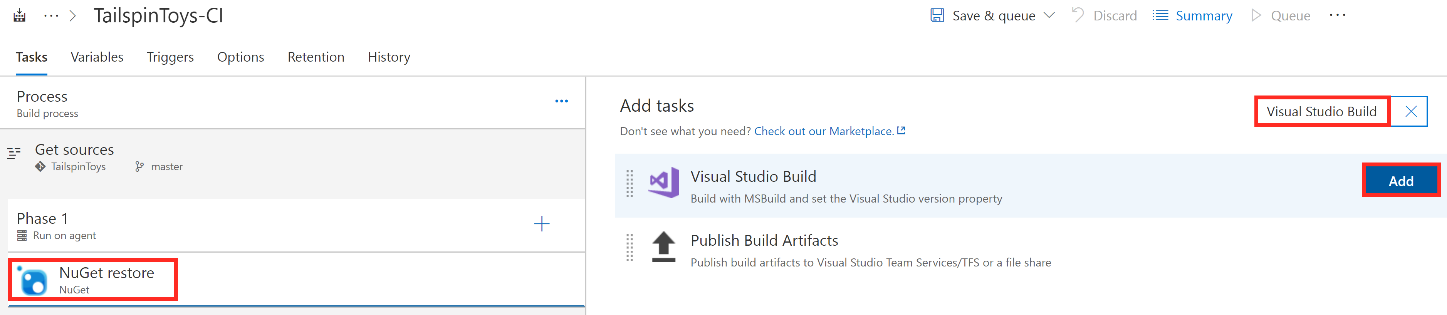 ··· > TailspinToys-CI
Save & queue Discard Summary Queue ···
Tasks Variables Triggers Options Retention History
Process ···
Build process
Get sources
TailspinToys master
Phase 1 +
Run on agent
NuGet restore
NuGet
Add tasks Visual Studio Build
Don't see what you need? Check out our Marketplace.
Visual Studio Build Add
Build with MSBuild and set the Visual Studio version property
Publish Build Artifacts
Publish build artifacts to Visual Studio Team Services/TFS or a file share